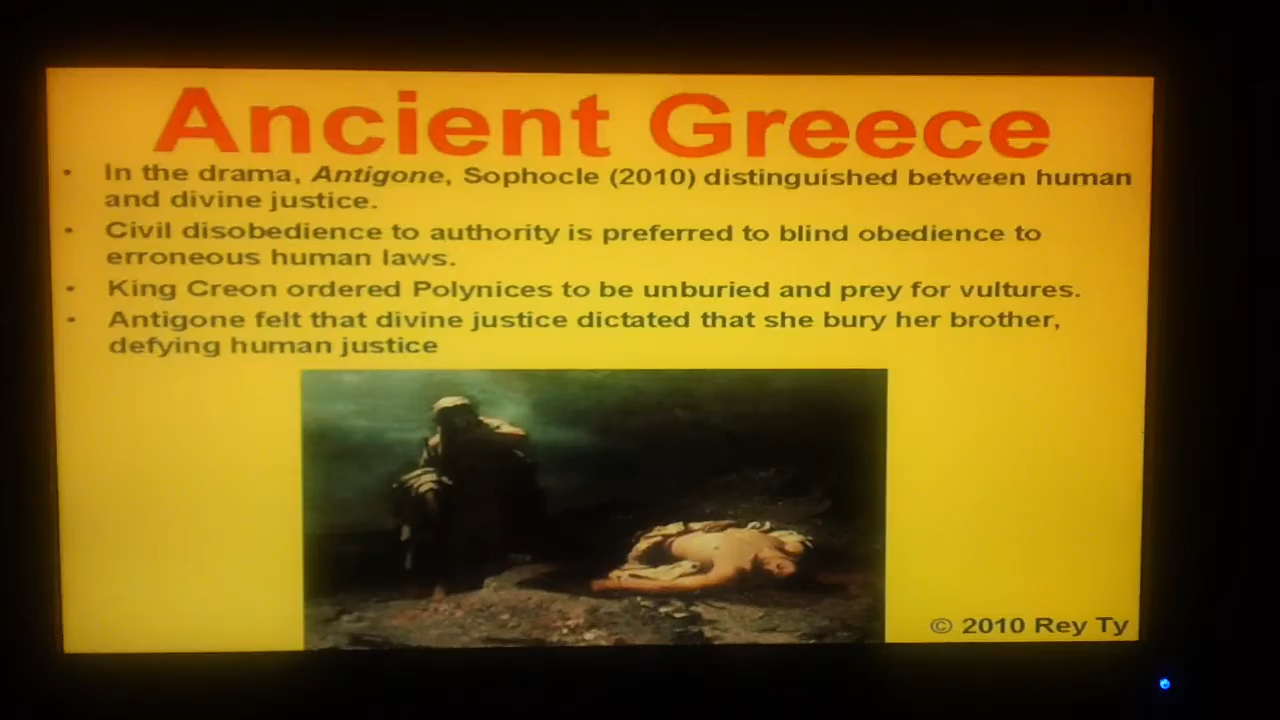 Ancient Greece
• In the drama, Antigone, Sophocle (2010) distinguished between human
and divine justice.
• Civil disobedience to authority is preferred to blind obedience to
erroneous human laws.
• King Creon ordered Polynices to be unburied and prey for vultures.
• Antigone felt that divine justice dictated that she bury her brother,
defying human justice
© 2010 Rey Ty